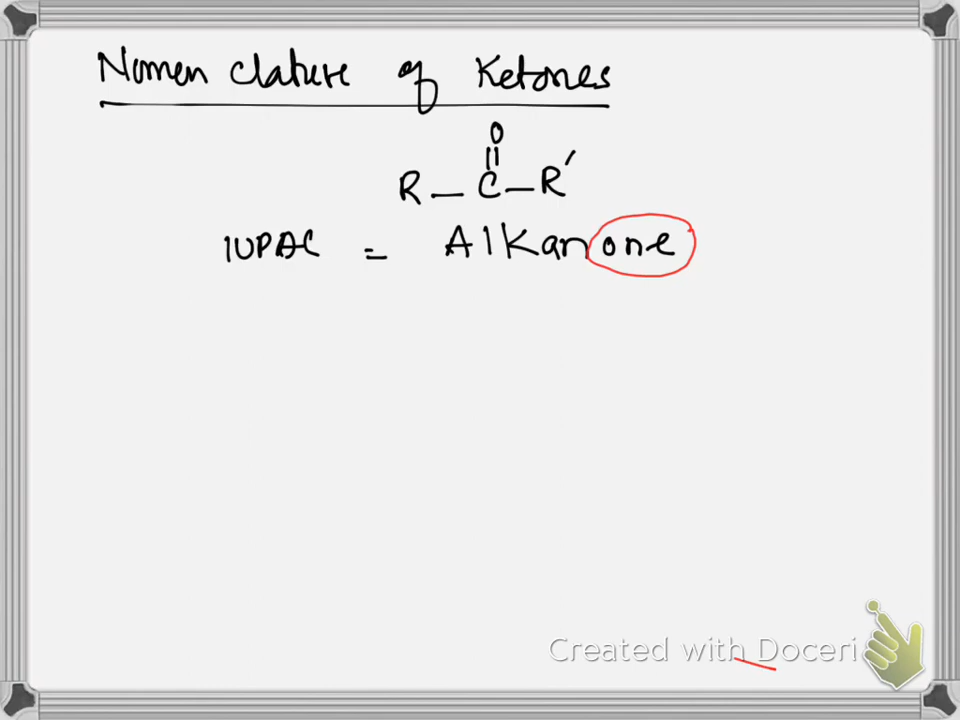 Nomen clature of Ketones
O
||
R — C — R′
IUPAC = Alkanone
Created with Doceri